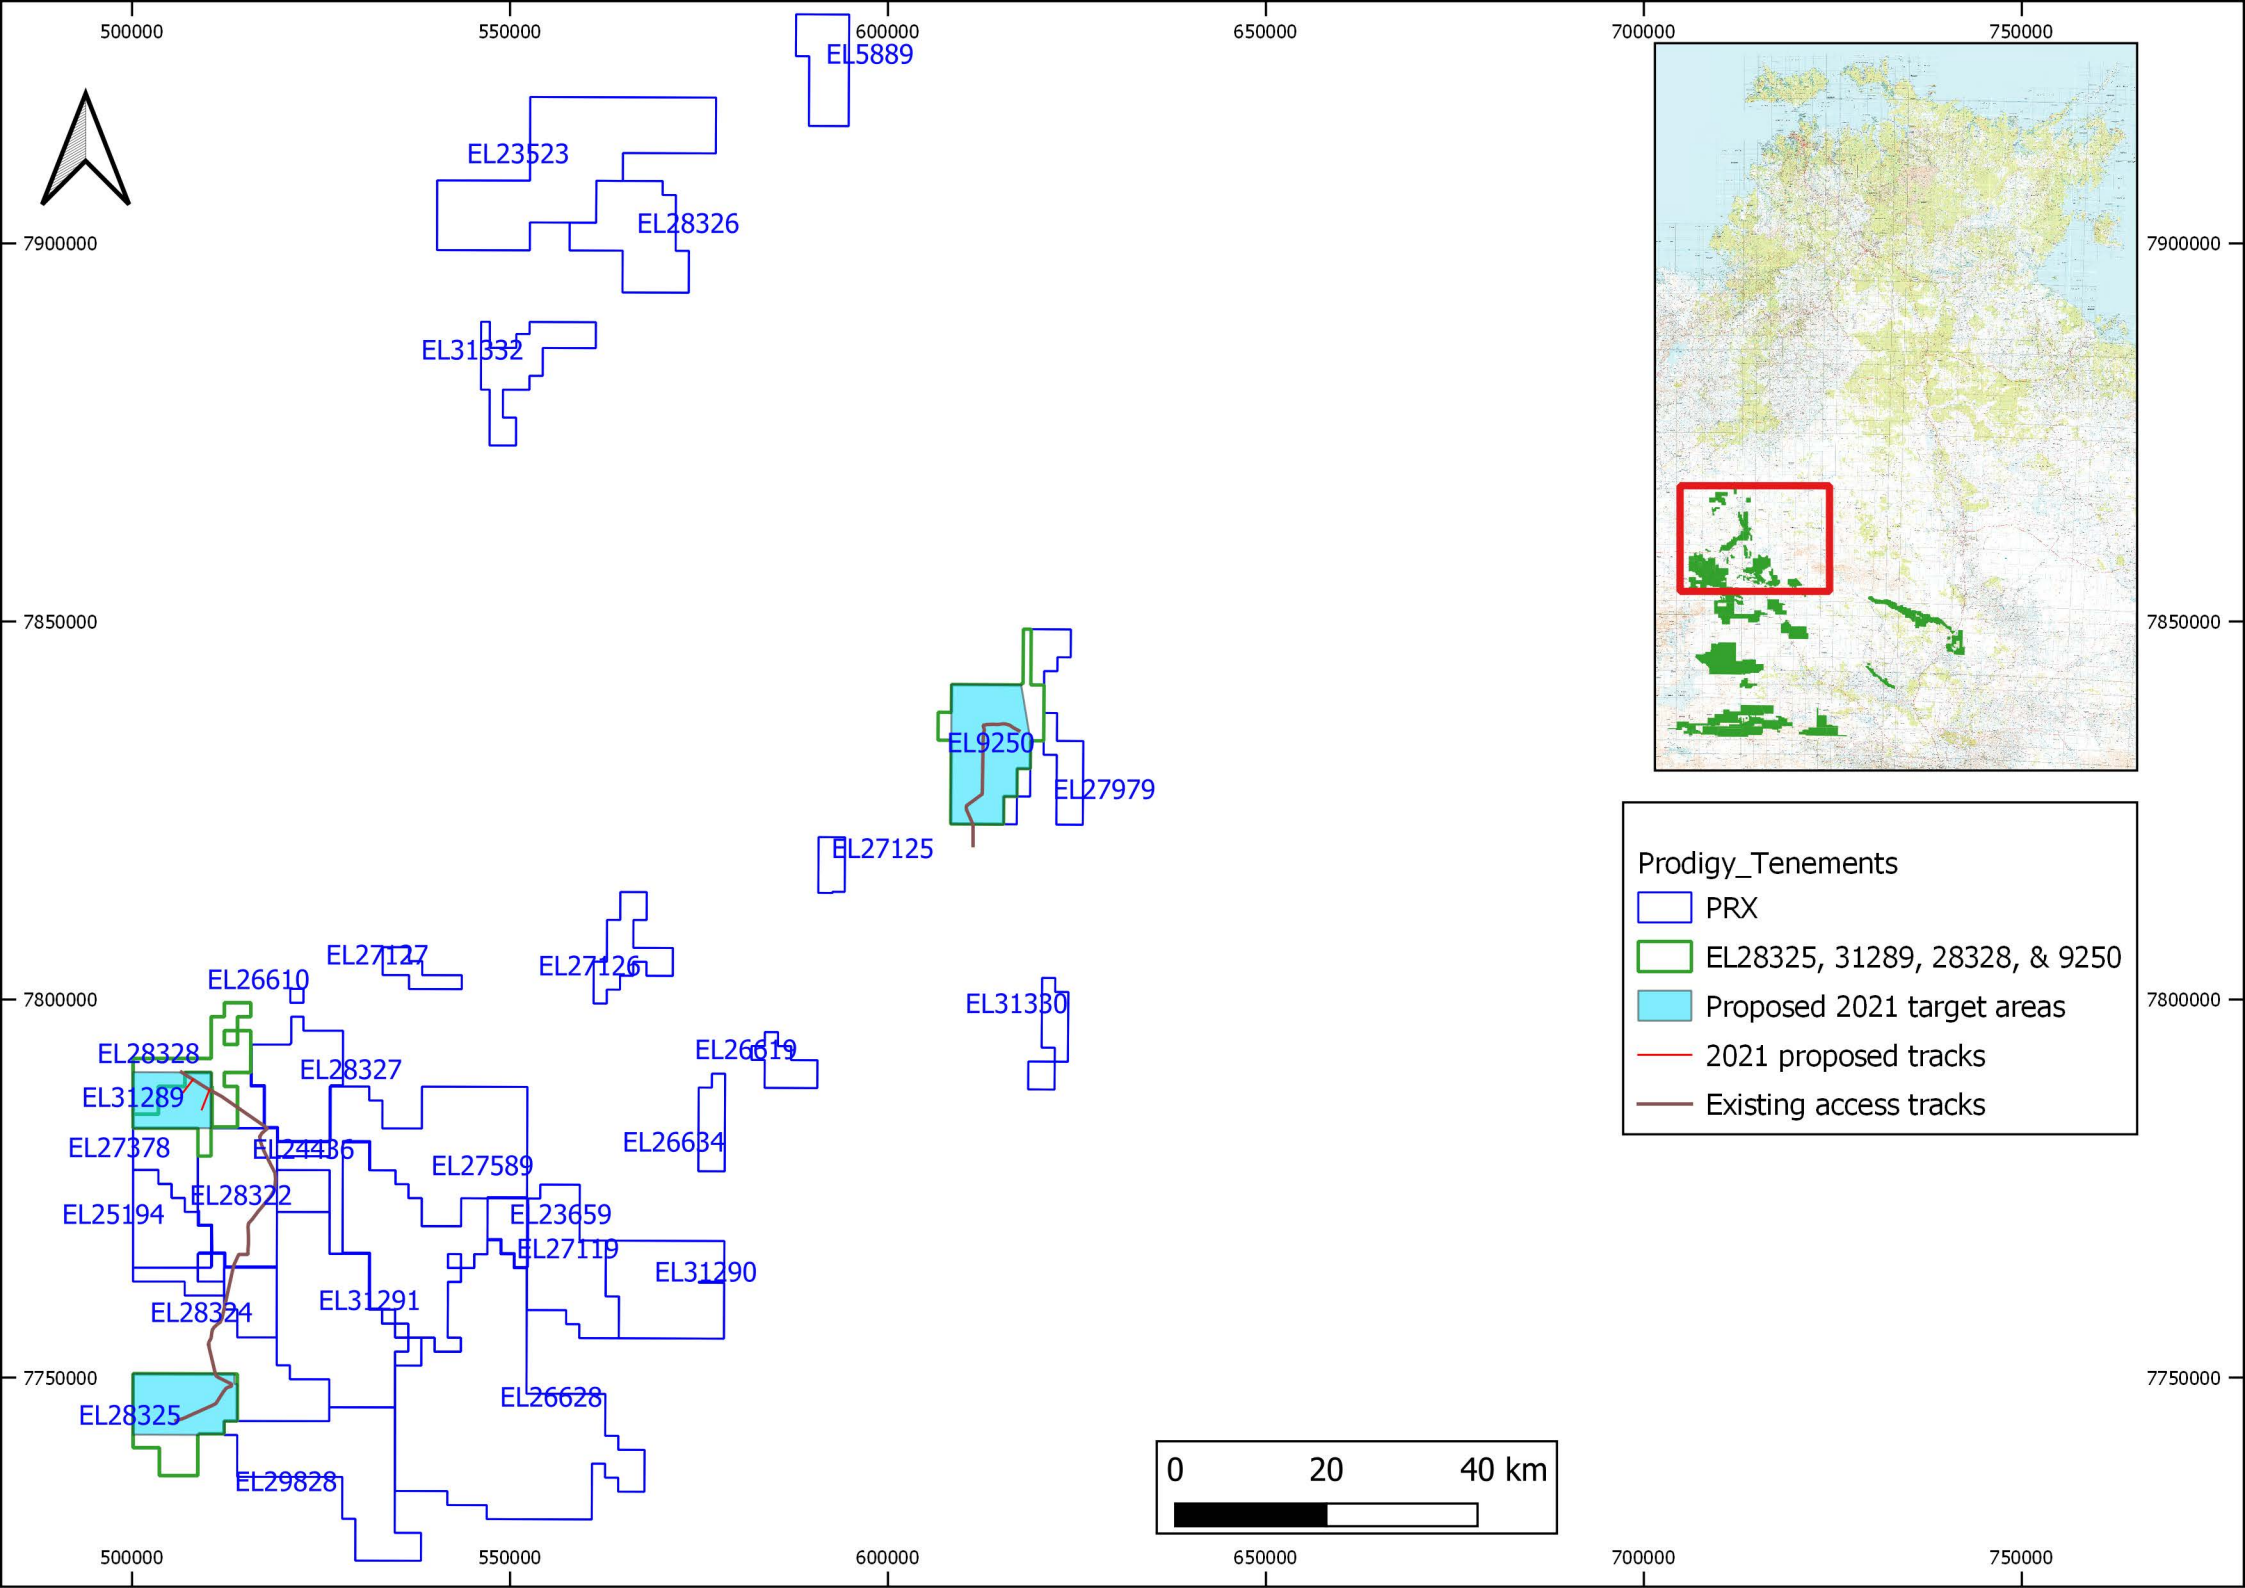 500000
550000
600000
650000
700000
750000
EL5889
EL23523
EL28326
7900000
7900000
EL31332
7850000
7850000
EL9250
EL27979
EL27125
Prodigy_Tenements
PRX
EL28325, 31289, 28328, & 9250
Proposed 2021 target areas
2021 proposed tracks
Existing access tracks
EL27127
EL27126
EL26610
7800000
EL31330
7800000
EL28328
EL26619
EL28327
EL31289
EL27378
EL24436
EL26634
EL27589
EL28322
EL25194
EL23659
EL27119
EL31290
EL28324
EL31291
7750000
7750000
EL28325
EL26628
EL29828
0 20 40 km
500000
550000
600000
650000
700000
750000